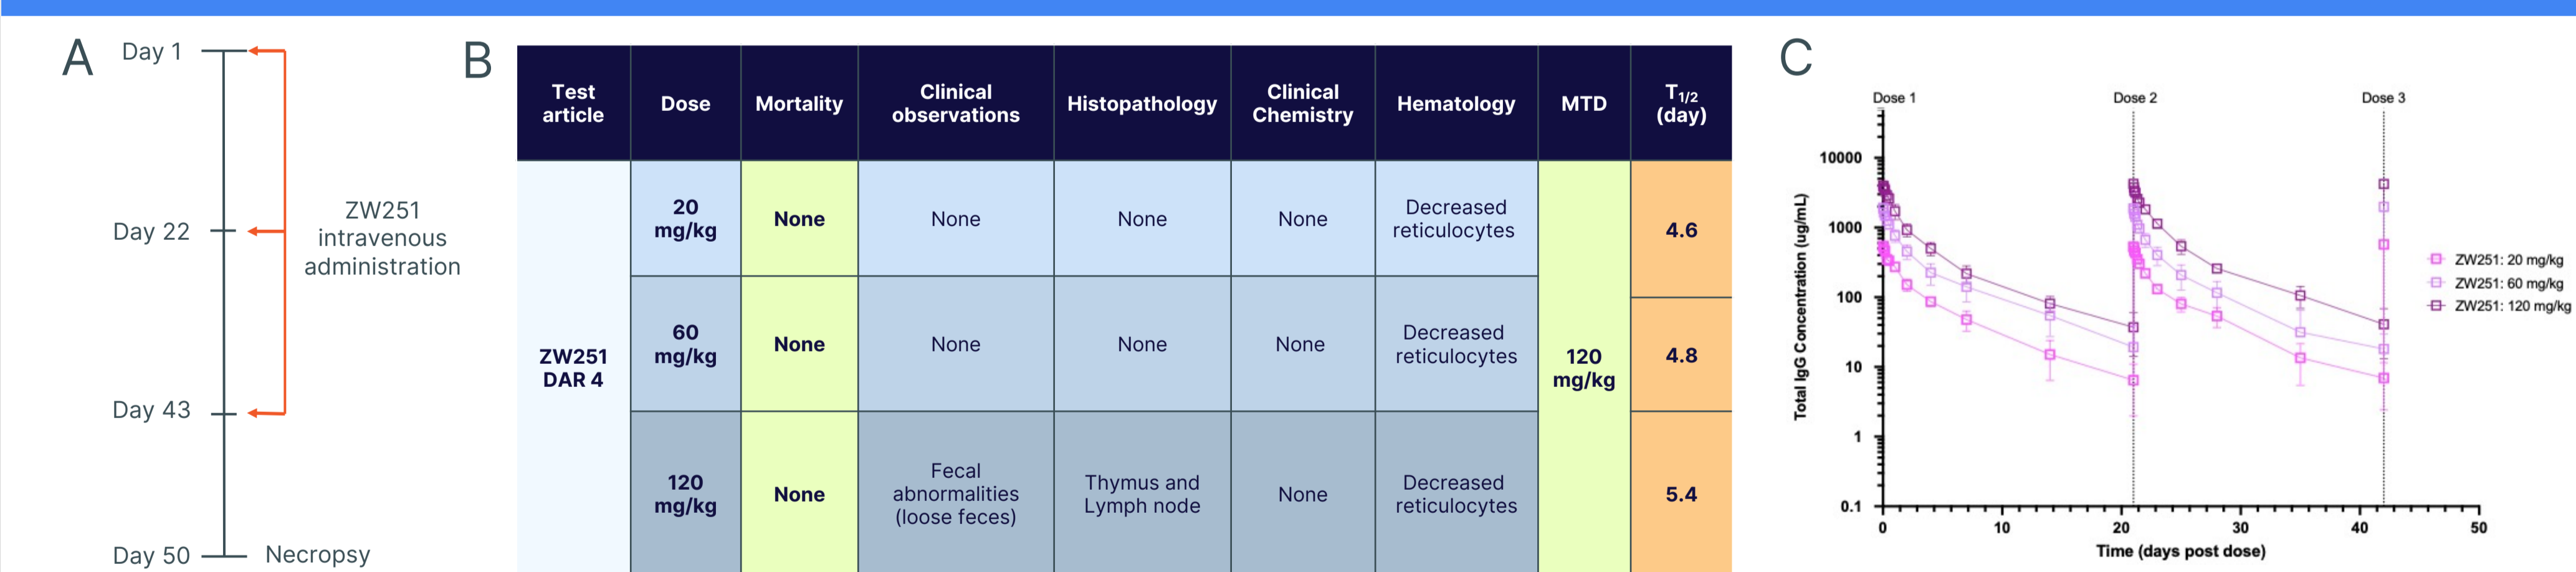 A
Day 1
Day 22
Day 43
Day 50
ZW251
intravenous
administration
Necropsy
B
Test
article
Dose
Mortality
Clinical
observations
Histopathology
Clinical
Chemistry
Hematology
MTD
T1/2
(day)
ZW251
DAR 4
20
mg/kg
None
None
None
None
Decreased
reticulocytes
120
mg/kg
4.6
60
mg/kg
None
None
None
None
Decreased
reticulocytes
4.8
120
mg/kg
None
Fecal
abnormalities
(loose feces)
Thymus and
Lymph node
None
Decreased
reticulocytes
5.4
C
Dose 1
Dose 2
Dose 3
Total IgG Concentration (ug/mL)
10000
1000
100
10
1
0.1
0
10
20
30
40
50
Time (days post dose)
ZW251: 20 mg/kg
ZW251: 60 mg/kg
ZW251: 120 mg/kg